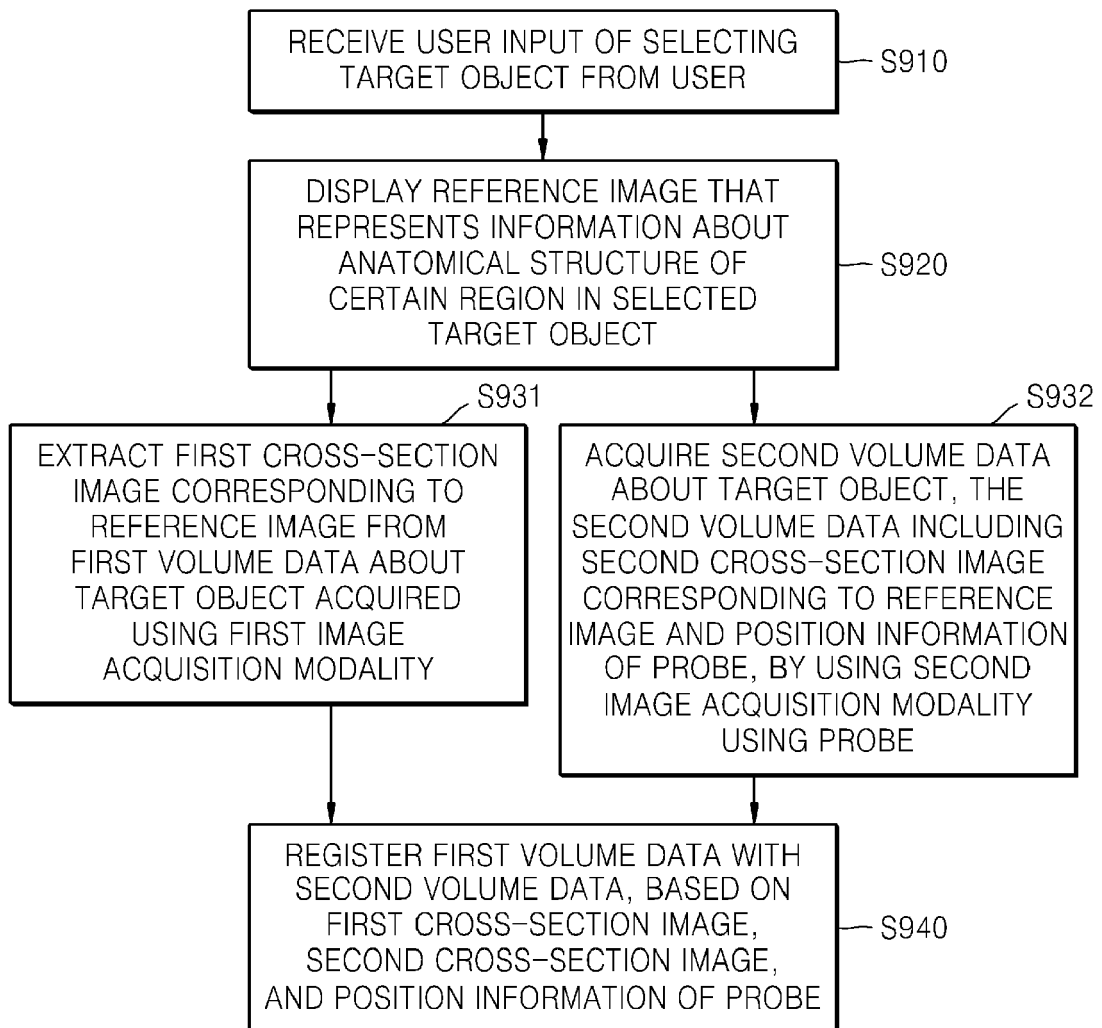 RECEIVE USER INPUT OF SELECTING
TARGET OBJECT FROM USER
S910
DISPLAY REFERENCE IMAGE THAT
REPRESENTS INFORMATION ABOUT
ANATOMICAL STRUCTURE OF
CERTAIN REGION IN SELECTED
TARGET OBJECT
S920
S931
EXTRACT FIRST CROSS-SECTION
IMAGE CORRESPONDING TO
REFERENCE IMAGE FROM
FIRST VOLUME DATA ABOUT
TARGET OBJECT ACQUIRED
USING FIRST IMAGE
ACQUISITION MODALITY
S932
ACQUIRE SECOND VOLUME DATA
ABOUT TARGET OBJECT, THE
SECOND VOLUME DATA INCLUDING
SECOND CROSS-SECTION IMAGE
CORRESPONDING TO REFERENCE
IMAGE AND POSITION INFORMATION
OF PROBE, BY USING SECOND
IMAGE ACQUISITION MODALITY
USING PROBE
REGISTER FIRST VOLUME DATA WITH
SECOND VOLUME DATA, BASED ON
FIRST CROSS-SECTION IMAGE,
SECOND CROSS-SECTION IMAGE,
AND POSITION INFORMATION OF PROBE
S940